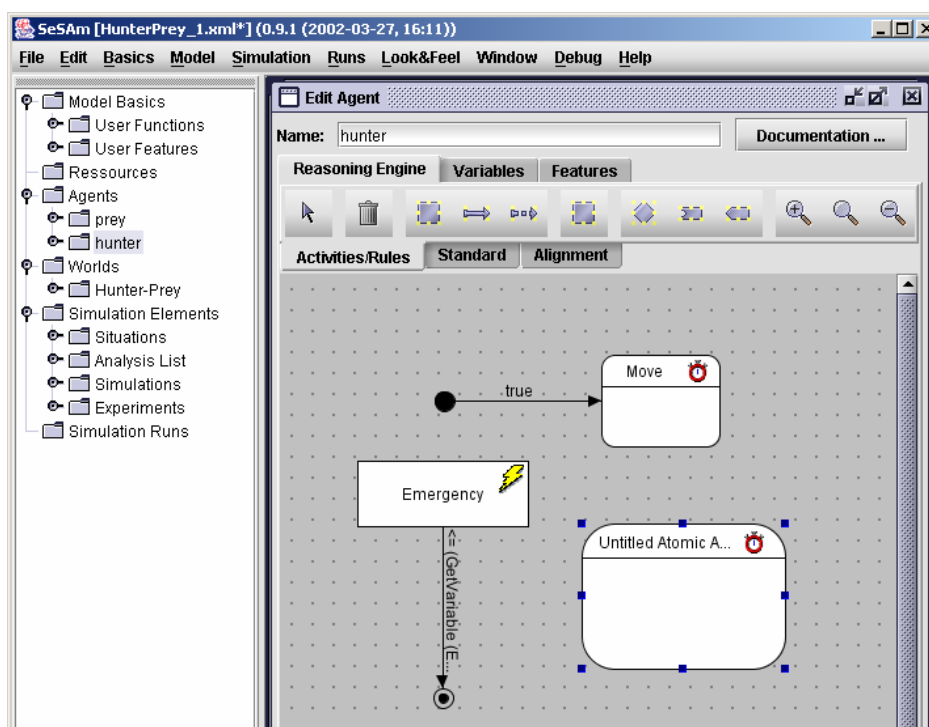 SeSAm [HunterPrey_1.xml*] (0.9.1 (2002-03-27, 16:11))
File Edit Basics Model Simulation Runs Look&Feel Window Debug Help
Model Basics
User Functions
User Features
Ressources
Agents
prey
hunter
Worlds
Hunter-Prey
Simulation Elements
Situations
Analysis List
Simulations
Experiments
Simulation Runs
Edit Agent
Name: hunter Documentation ...
Reasoning Engine Variables Features
Activities/Rules Standard Alignment
Move
true
Emergency
Untitled Atomic A...
<= (GetVariable (E...